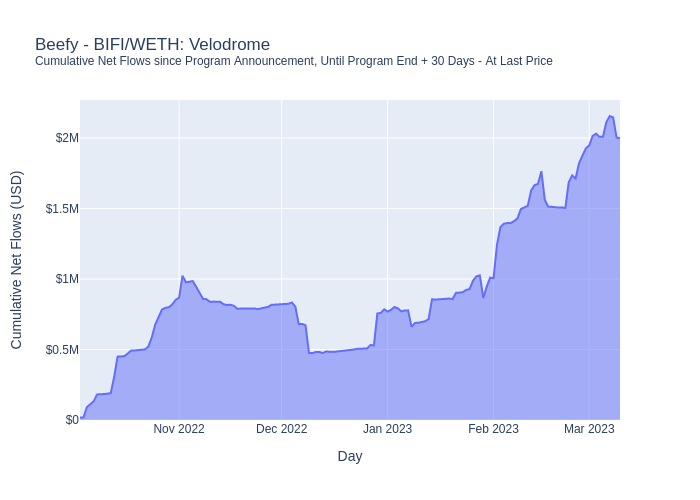 Beefy - BIFI/WETH: Velodrome
Cumulative Net Flows since Program Announcement, Until Program End + 30 Days - At Last Price
Cumulative Net Flows (USD)
$2M
$1.5M
$1M
$0.5M
$0
Nov 2022
Dec 2022
Jan 2023
Feb 2023
Mar 2023
Day